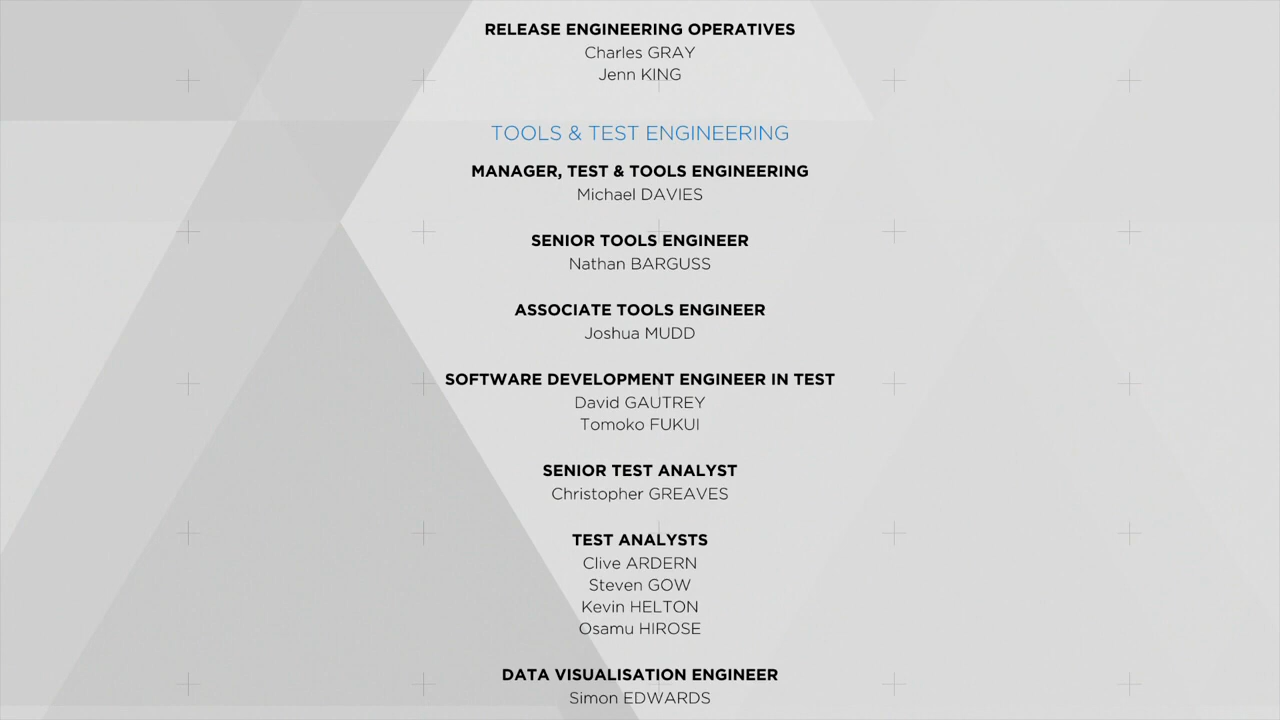 RELEASE ENGINEERING OPERATIVES
Charles GRAY
Jenn KING
TOOLS & TEST ENGINEERING
MANAGER, TEST & TOOLS ENGINEERING
Michael DAVIES
SENIOR TOOLS ENGINEER
Nathan BARGUSS
ASSOCIATE TOOLS ENGINEER
Joshua MUDD
SOFTWARE DEVELOPMENT ENGINEER IN TEST
David GAUTREY
Tomoko FUKUI
SENIOR TEST ANALYST
Christopher GREAVES
TEST ANALYSTS
Clive ARDERN
Steven GOW
Kevin HELTON
Osamu HIROSE
DATA VISUALISATION ENGINEER
Simon EDWARDS